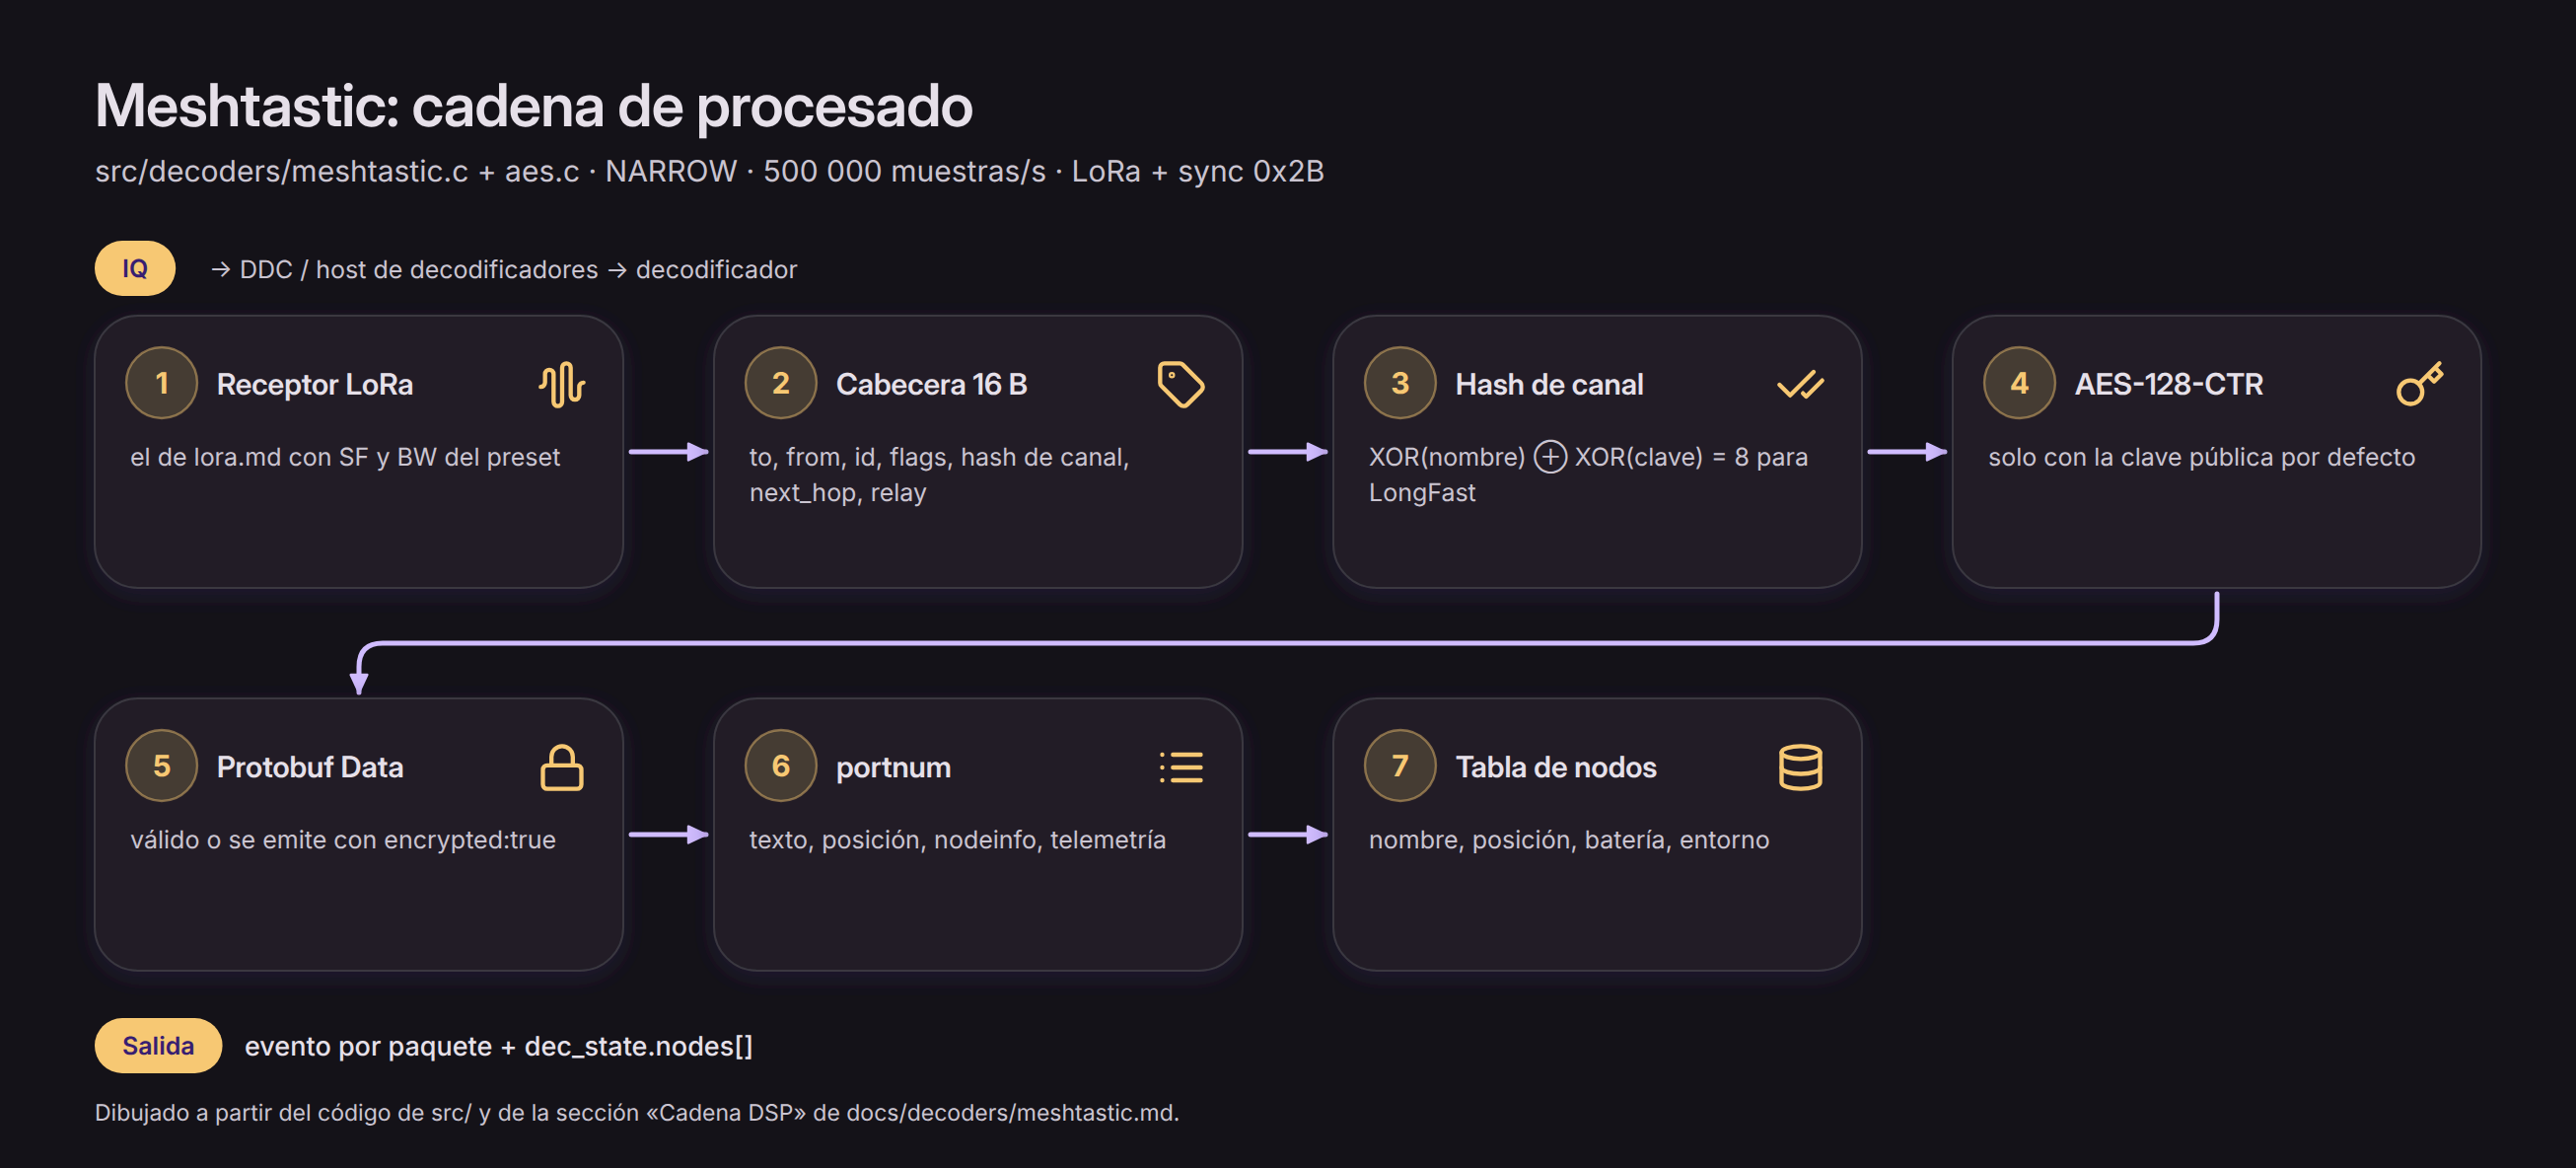 Meshtastic: cadena de procesado
src/decoders/meshtastic.c + aes.c · NARROW · 500 000 muestras/s · LoRa + sync 0x2B
IQ → DDC / host de decodificadores → decodificador
1 Receptor LoRa
el de lora.md con SF y BW del preset
2 Cabecera 16 B
to, from, id, flags, hash de canal,
next_hop, relay
3 Hash de canal
XOR(nombre) ⊕ XOR(clave) = 8 para
LongFast
4 AES-128-CTR
solo con la clave pública por defecto
5 Protobuf Data
válido o se emite con encrypted:true
6 portnum
texto, posición, nodeinfo, telemetría
7 Tabla de nodos
nombre, posición, batería, entorno
Salida evento por paquete + dec_state.nodes[]
Dibujado a partir del código de src/ y de la sección «Cadena DSP» de docs/decoders/meshtastic.md.